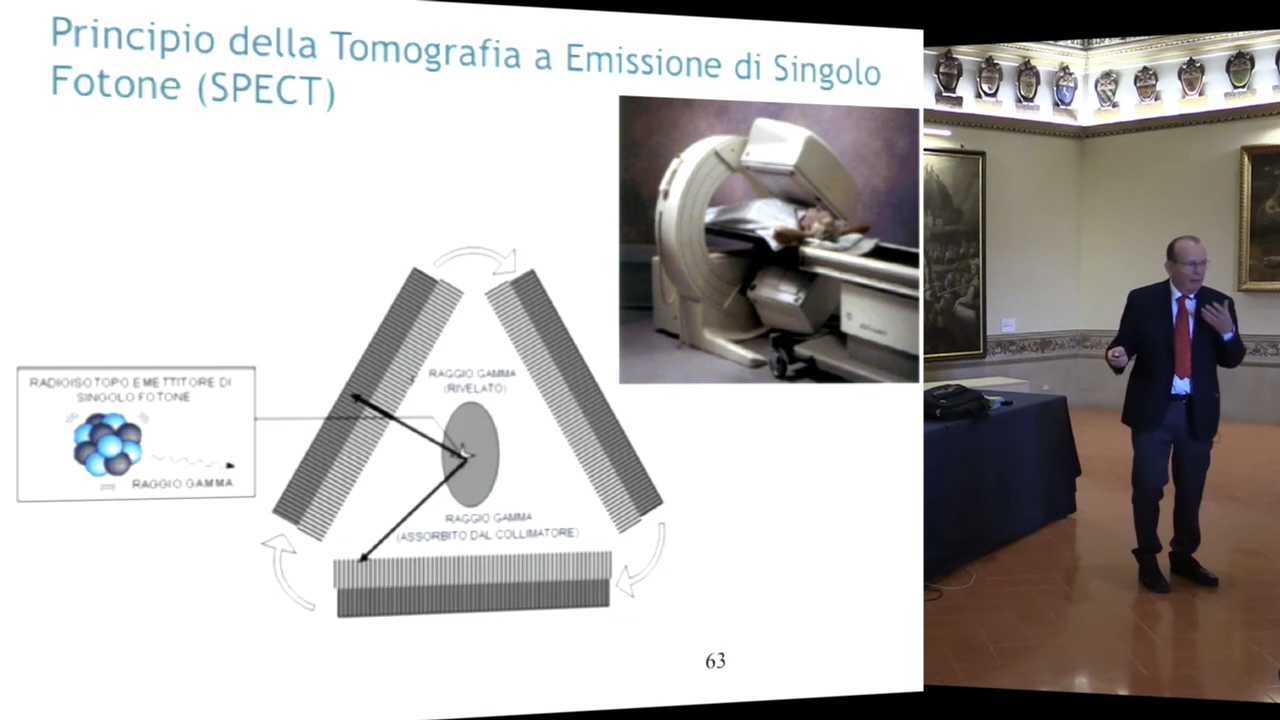 Principio della Tomografia a Emissione di Singolo
Fotone (SPECT)
RADIOISOTOPO EMETTITORE DI
SINGOLO FOTONE
RAGGIO GAMMA
RAGGIO GAMMA
(RIVELATO)
RAGGIO GAMMA
(ASSORBITO DAL COLLIMATORE)
63